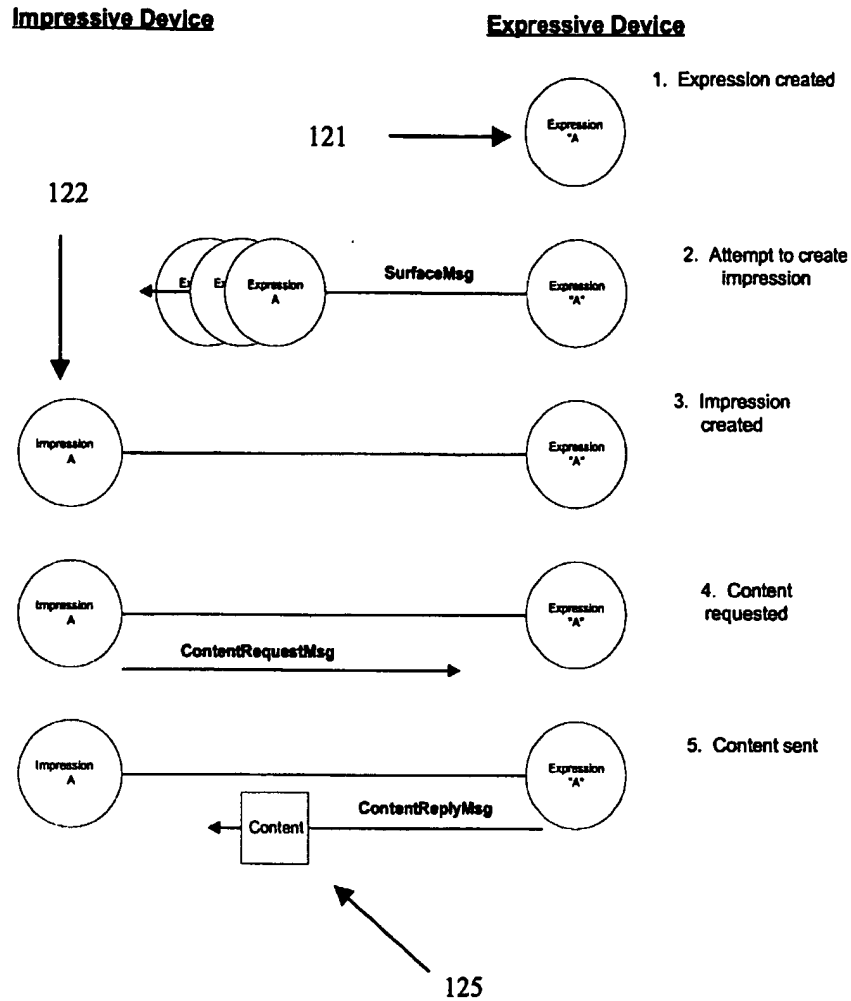 Impressive Device
Expressive Device
1. Expression created
Expression
"A
121
122
2. Attempt to create
impression
SurfaceMsg
E
E
Expression
A
Expression
"A"
3. Impression
created
Impression
A
Expression
"A"
4. Content
requested
Impression
A
Expression
"A"
ContentRequestMsg
5. Content sent
Impression
A
Expression
"A"
ContentReplyMsg
Content
125